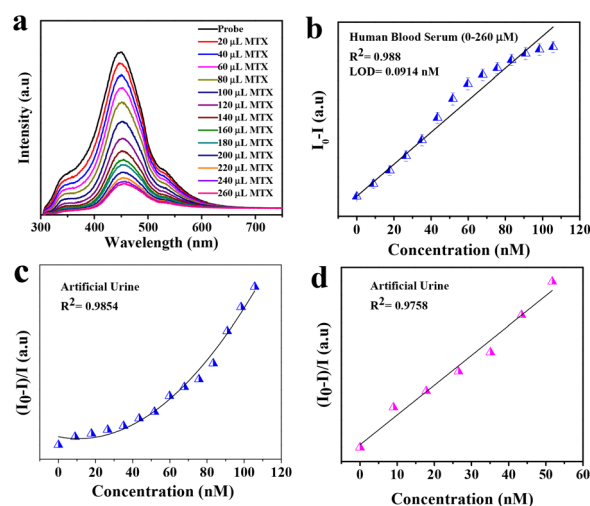 a
Probe
20 µL MTX
40 µL MTX
60 µL MTX
80 µL MTX
100 µL MTX
120 µL MTX
140 µL MTX
160 µL MTX
180 µL MTX
200 µL MTX
220 µL MTX
240 µL MTX
260 µL MTX
Intensity (a.u)
300 400 500 600 700
Wavelength (nm)
b
Human Blood Serum (0-260 µM)
R²= 0.988
LOD= 0.0914 nM
I₀-I (a.u)
0 20 40 60 80 100 120
Concentration (nM)
c
Artificial Urine
R²= 0.9854
(I₀-I)/I (a.u)
0 20 40 60 80 100 120
Concentration (nM)
d
Artificial Urine
R²= 0.9758
(I₀-I)/I (a.u)
0 10 20 30 40 50 60
Concentration (nM)